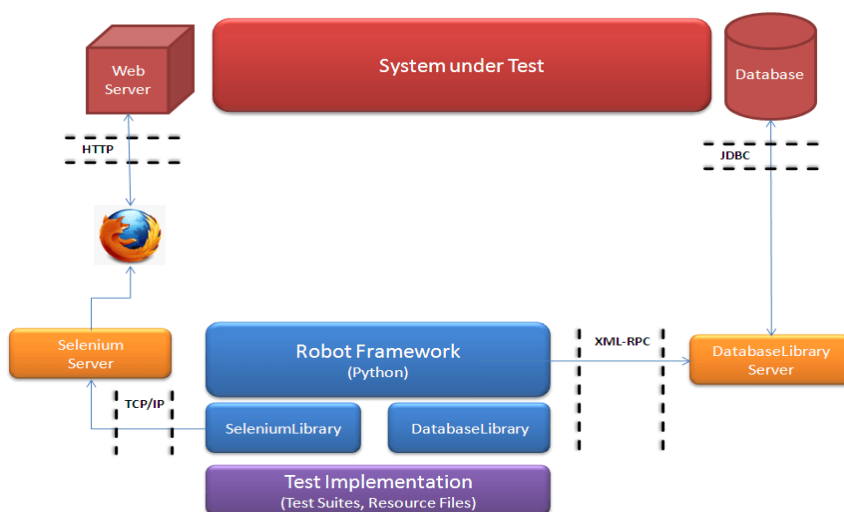 Web
Server
System under Test
Database
HTTP
JDBC
Selenium
Server
Robot Framework
(Python)
XML-RPC
DatabaseLibrary
Server
TCP/IP
SeleniumLibrary
DatabaseLibrary
Test Implementation
(Test Suites, Resource Files)